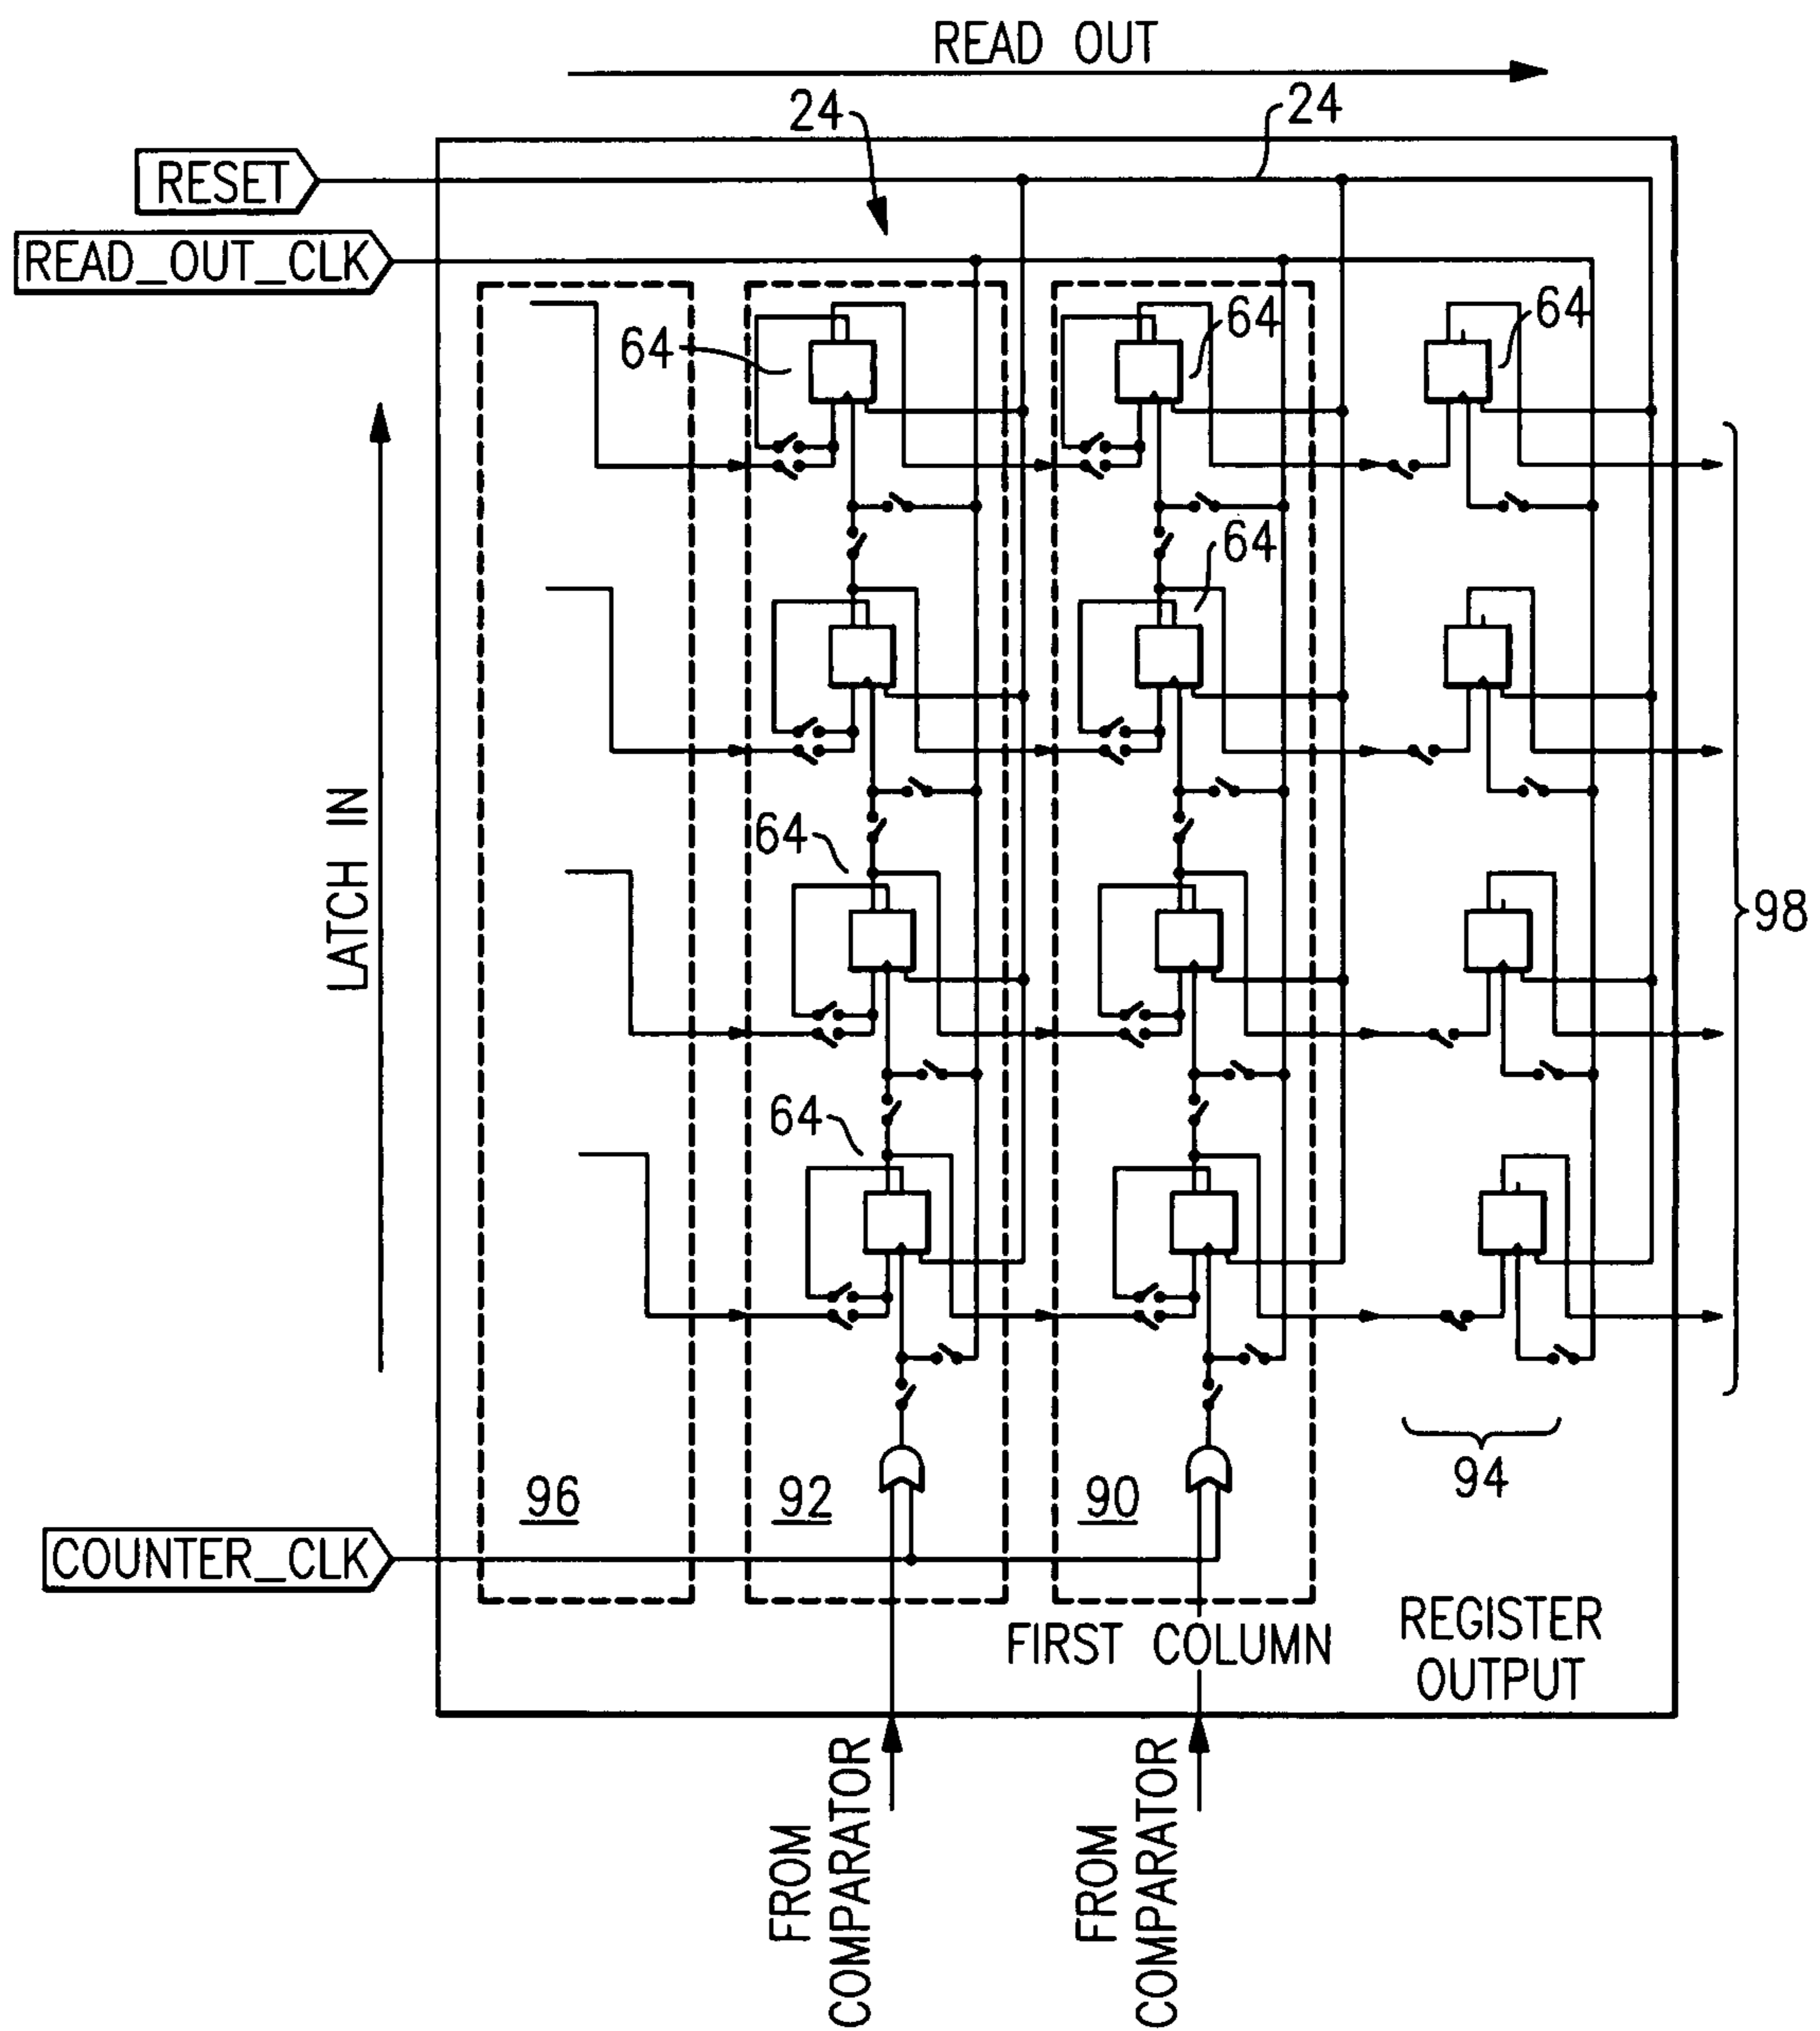 READ OUT
24
24
RESET
READ_OUT_CLK
64
64
64
64
LATCH IN
64
98
64
94
96
92
90
COUNTER_CLK
FIRST COLUMN
REGISTER
OUTPUT
FROM
COMPARATOR
FROM
COMPARATOR